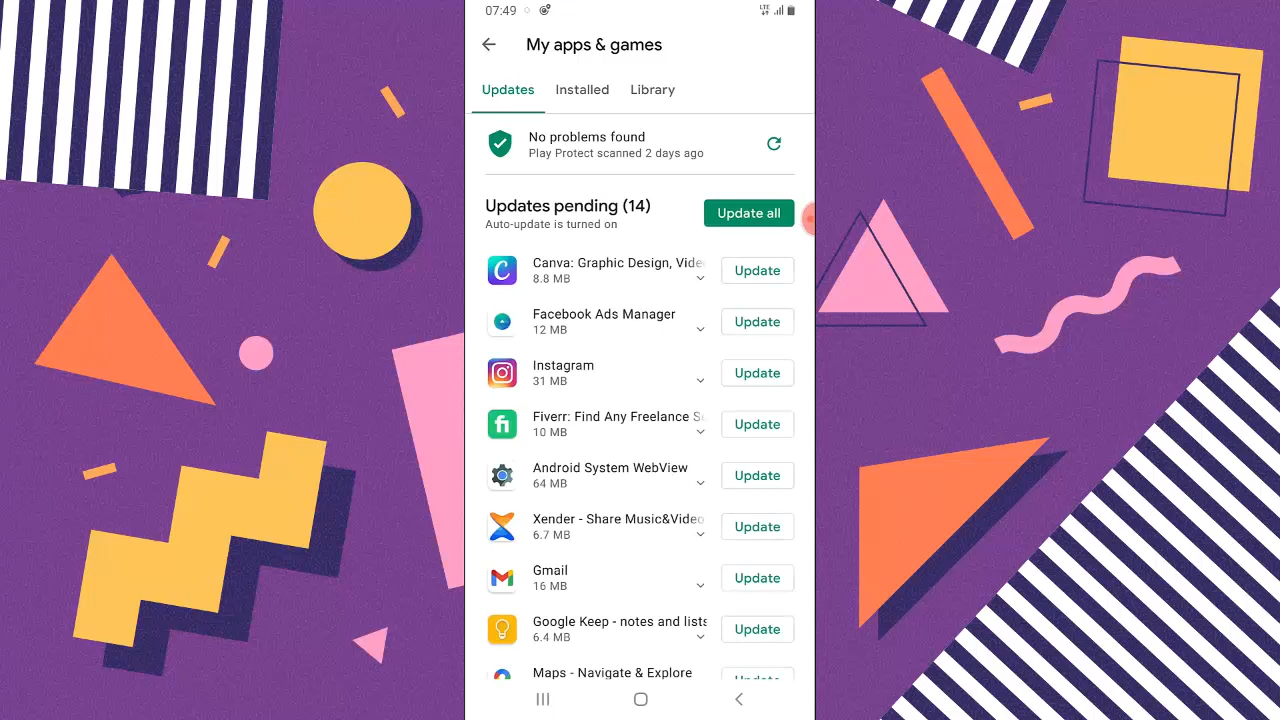 07:49
LTE
My apps & games
Updates Installed Library
No problems found
Play Protect scanned 2 days ago
Updates pending (14)
Auto-update is turned on
Update all
Canva: Graphic Design, Vide
8.8 MB
Update
Facebook Ads Manager
12 MB
Update
Instagram
31 MB
Update
Fiverr: Find Any Freelance S
10 MB
Update
Android System WebView
64 MB
Update
Xender - Share Music&Video
6.7 MB
Update
Gmail
16 MB
Update
Google Keep - notes and lists
6.4 MB
Update
Maps - Navigate & Explore
Update